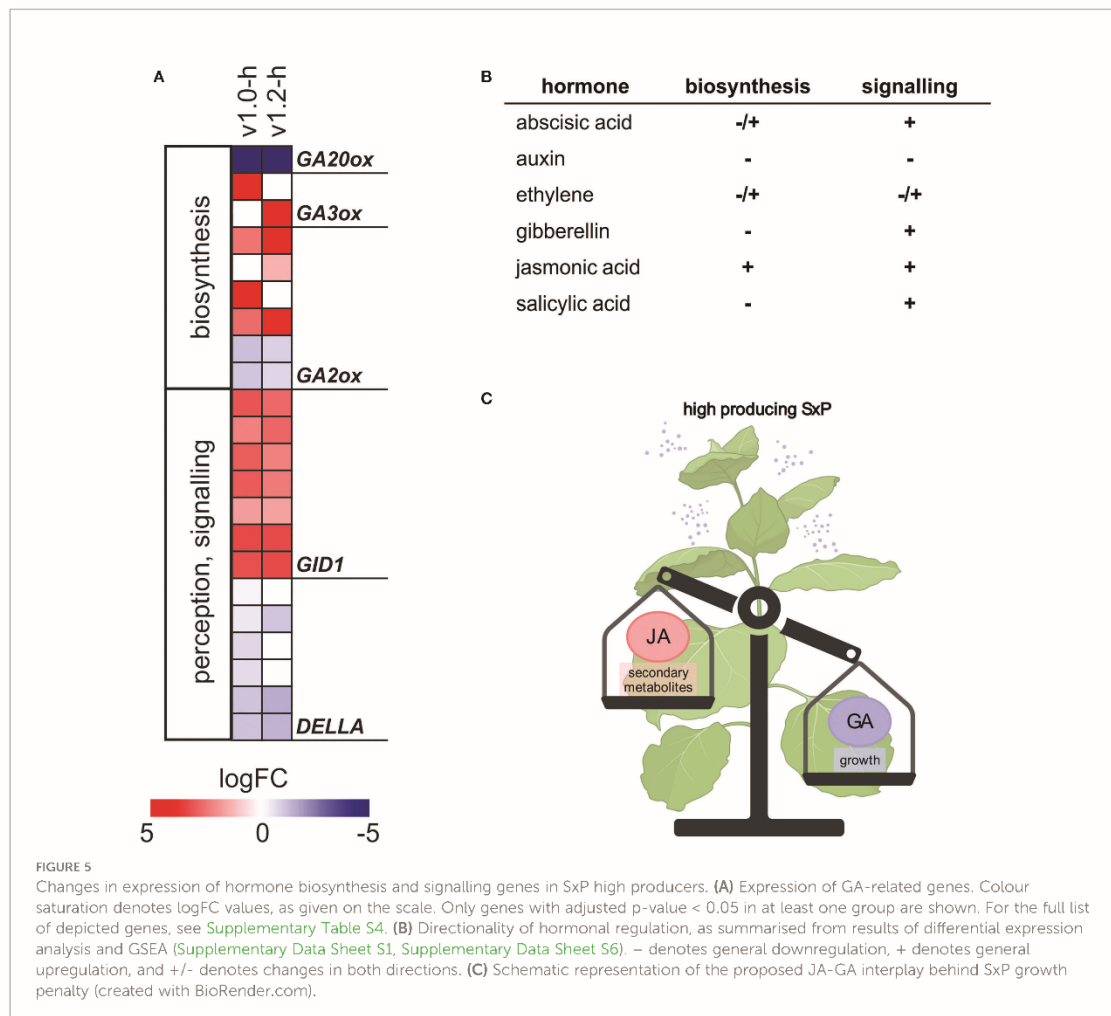 A
v1.0-h
v1.2-h
biosynthesis
GA20ox
GA3ox
GA2ox
perception, signalling
GID1
DELLA
logFC
5 0 -5
B
hormone biosynthesis signalling
abscisic acid -/+ +
auxin - -
ethylene -/+ -/+
gibberellin - +
jasmonic acid + +
salicylic acid - +
C
high producing SxP
JA
secondary
metabolites
GA
growth
FIGURE 5
Changes in expression of hormone biosynthesis and signalling genes in SxP high producers. (A) Expression of GA-related genes. Colour
saturation denotes logFC values, as given on the scale. Only genes with adjusted p-value < 0.05 in at least one group are shown. For the full list
of depicted genes, see Supplementary Table S4. (B) Directionality of hormonal regulation, as summarised from results of differential expression
analysis and GSEA (Supplementary Data Sheet S1, Supplementary Data Sheet S6). – denotes general downregulation, + denotes general
upregulation, and +/- denotes changes in both directions. (C) Schematic representation of the proposed JA-GA interplay behind SxP growth
penalty (created with BioRender.com).